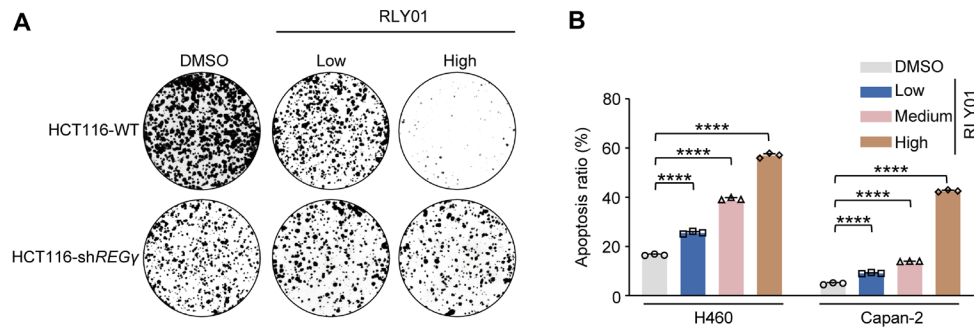 A
RLY01
DMSO
Low
High
HCT116-WT
HCT116-shREGγ
B
DMSO
Low
Medium
High
RLY01
Apoptosis ratio (%)
80
60
40
20
0
****
****
****
****
****
****
H460
Capan-2